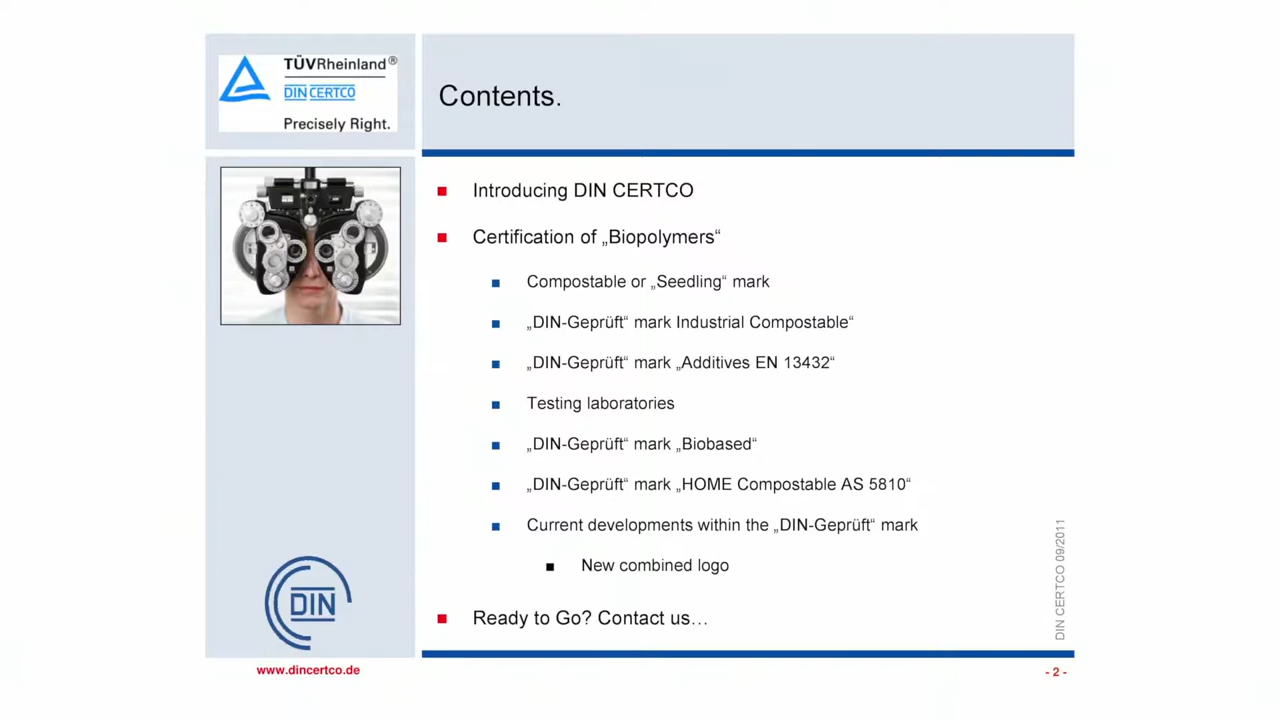 TÜVRheinland®
DIN CERTCO
Precisely Right.
Contents.
Introducing DIN CERTCO
Certification of „Biopolymers“
Compostable or „Seedling“ mark
„DIN-Geprüft“ mark Industrial Compostable“
„DIN-Geprüft“ mark „Additives EN 13432“
Testing laboratories
„DIN-Geprüft“ mark „Biobased“
„DIN-Geprüft“ mark „HOME Compostable AS 5810“
Current developments within the „DIN-Geprüft“ mark
New combined logo
Ready to Go? Contact us…
DIN
DIN CERTCO 09/2011
www.dincertco.de
- 2 -